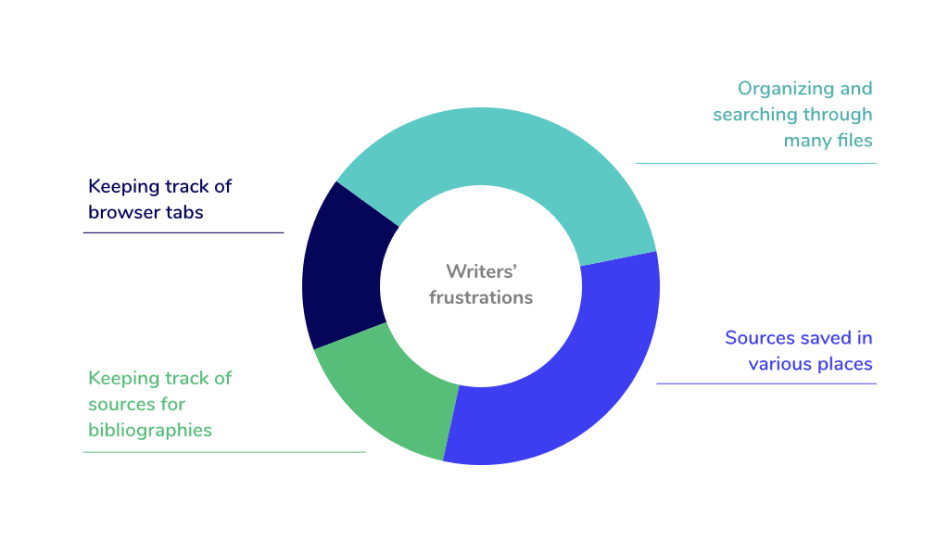 Organizing and
searching through
many files
Keeping track of
browser tabs
Writers’
frustrations
Sources saved in
various places
Keeping track of
sources for
bibliographies